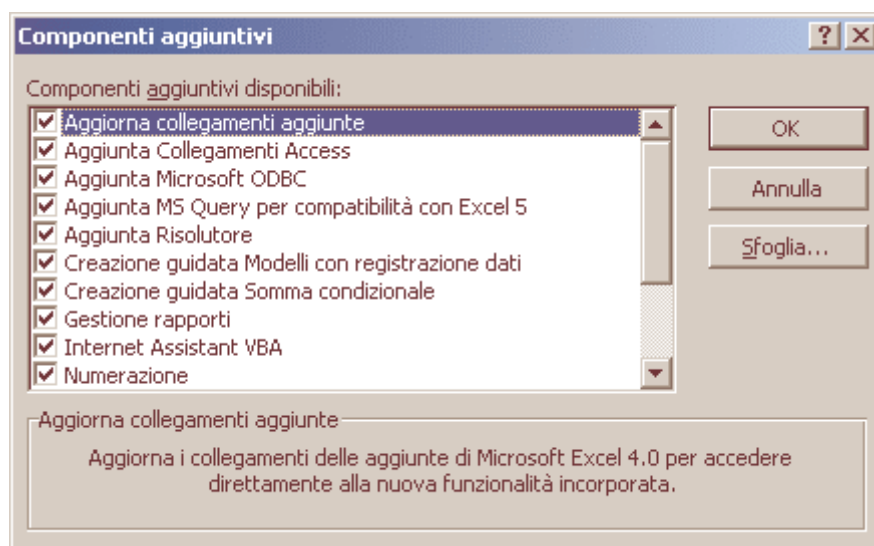 Componenti aggiuntivi
Componenti aggiuntivi disponibili:
Aggiorna collegamenti aggiunte
Aggiunta Collegamenti Access
Aggiunta Microsoft ODBC
Aggiunta MS Query per compatibilità con Excel 5
Aggiunta Risolutore
Creazione guidata Modelli con registrazione dati
Creazione guidata Somma condizionale
Gestione rapporti
Internet Assistant VBA
Numerazione
OK
Annulla
Sfoglia...
Aggiorna collegamenti aggiunte
Aggiorna i collegamenti delle aggiunte di Microsoft Excel 4.0 per accedere
direttamente alla nuova funzionalità incorporata.